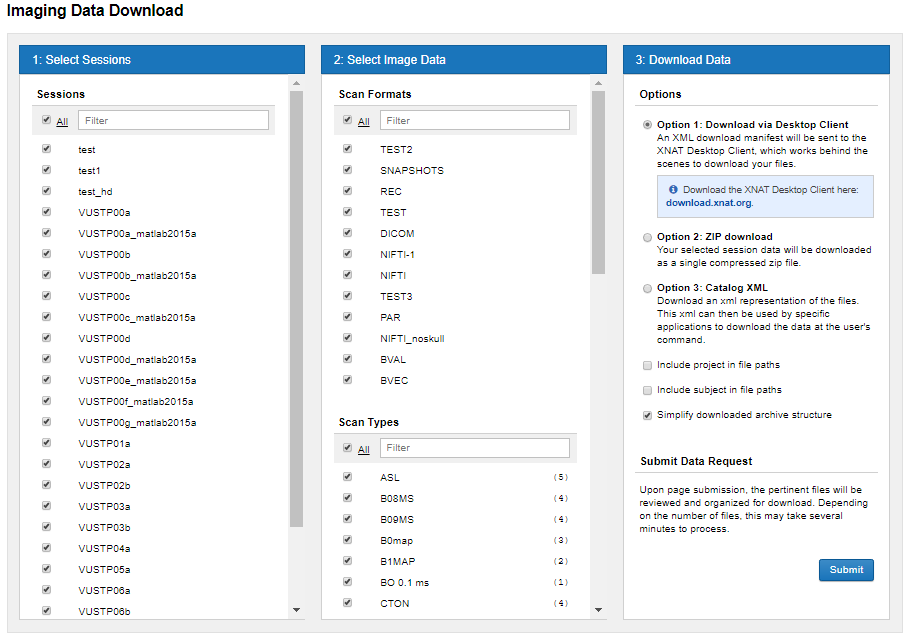 Imaging Data Download
1: Select Sessions
Sessions
All
Filter
test
test1
test_hd
VUSTP00a
VUSTP00a_matlab2015a
VUSTP00b
VUSTP00b_matlab2015a
VUSTP00c
VUSTP00c_matlab2015a
VUSTP00d
VUSTP00d_matlab2015a
VUSTP00e_matlab2015a
VUSTP00f_matlab2015a
VUSTP00g_matlab2015a
VUSTP01a
VUSTP02a
VUSTP02b
VUSTP03a
VUSTP03b
VUSTP04a
VUSTP05a
VUSTP06a
VUSTP06b
2: Select Image Data
Scan Formats
All
Filter
TEST2
SNAPSHOTS
REC
TEST
DICOM
NIFTI-1
NIFTI
TEST3
PAR
NIFTI_noskull
BVAL
BVEC
Scan Types
All
Filter
ASL (5)
B08MS (4)
B09MS (4)
B0map (3)
B1MAP (2)
BO 0.1 ms (1)
CTON (4)
3: Download Data
Options
Option 1: Download via Desktop Client
An XML download manifest will be sent to the
XNAT Desktop Client, which works behind the
scenes to download your files.
Download the XNAT Desktop Client here:
download.xnat.org.
Option 2: ZIP download
Your selected session data will be downloaded
as a single compressed zip file.
Option 3: Catalog XML
Download an xml representation of the files.
This xml can then be used by specific
applications to download the data at the user's
command.
Include project in file paths
Include subject in file paths
Simplify downloaded archive structure
Submit Data Request
Upon page submission, the pertinent files will be
reviewed and organized for download. Depending
on the number of files, this may take several
minutes to process.
Submit